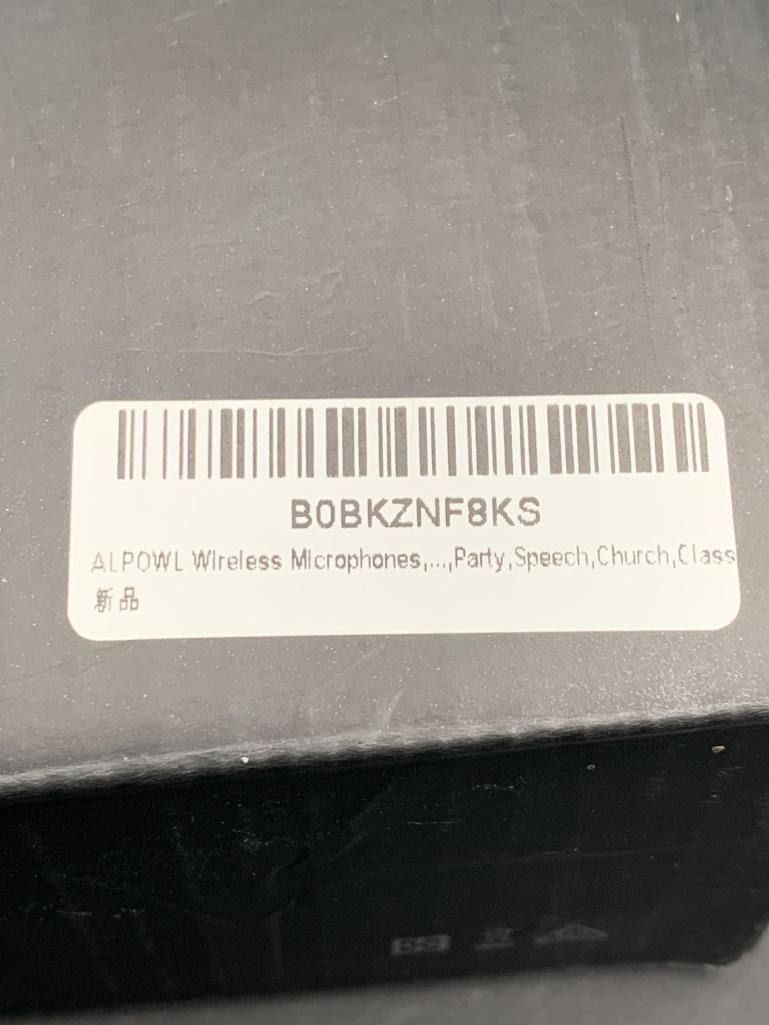 B0BKZNF8KS
ALPOWL Wireless Microphones,...,Party,Speech,Church,Class
新品